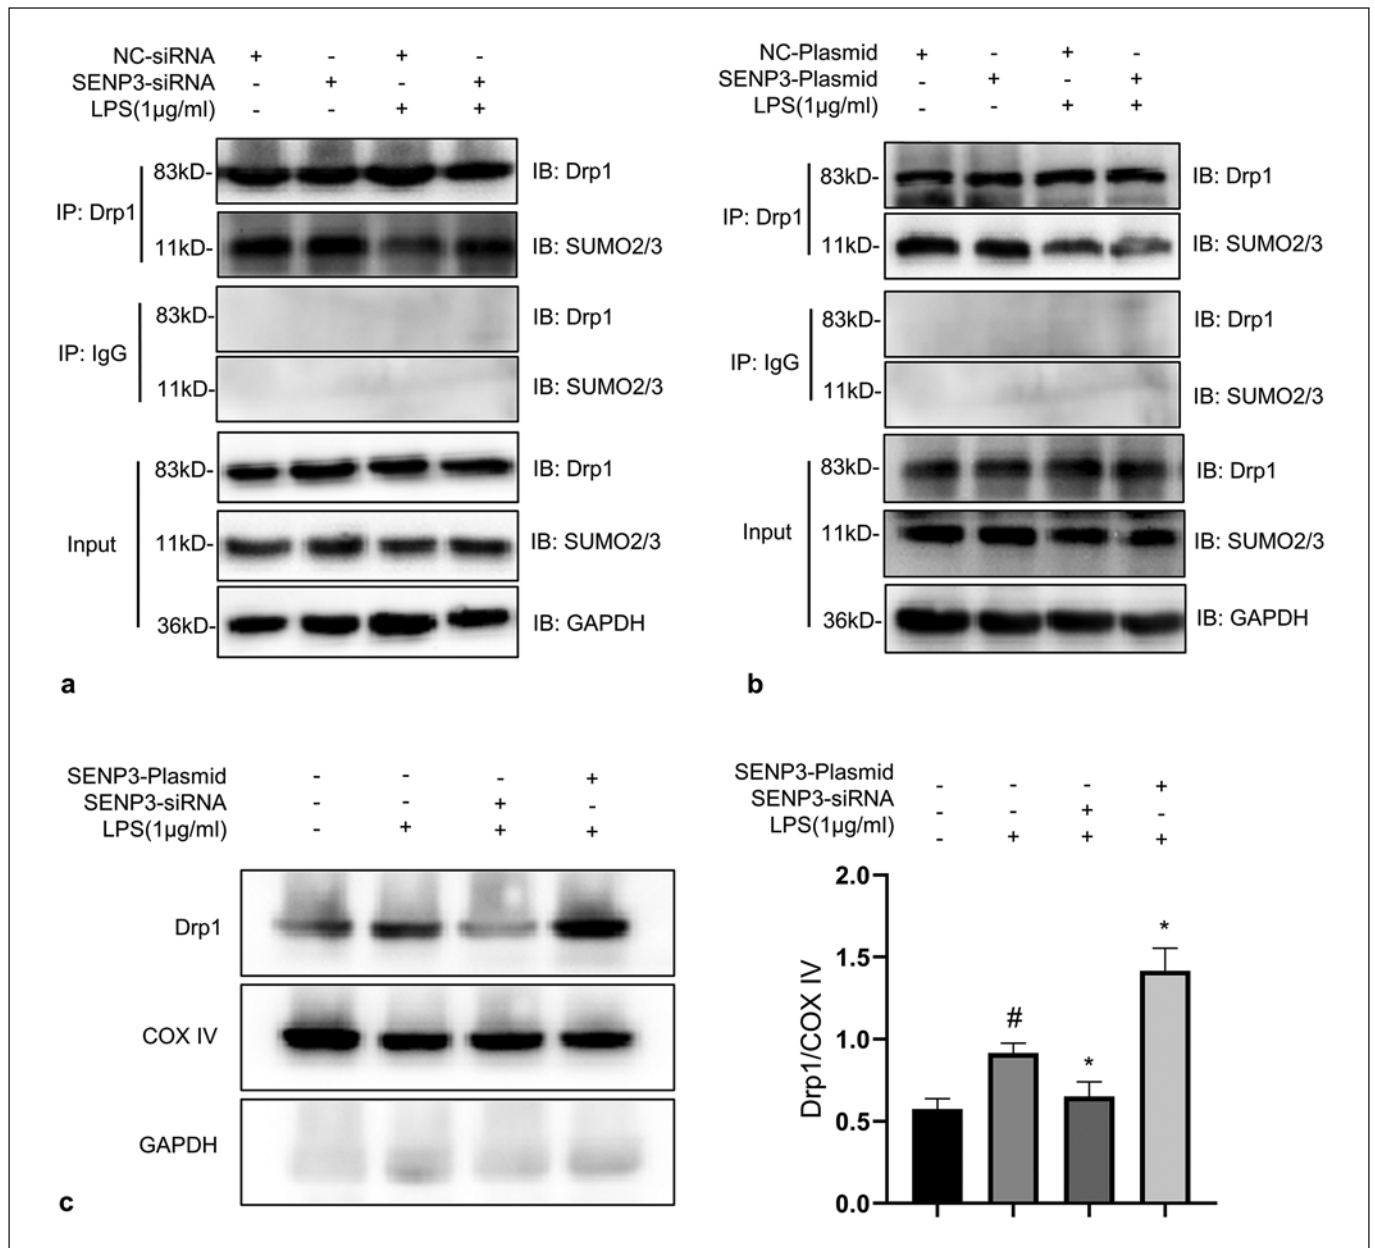 NC-siRNA + - + -
SENP3-siRNA - + - +
LPS(1µg/ml) - - + +
IP: Drp1
83kD- IB: Drp1
11kD- IB: SUMO2/3
IP: IgG
83kD- IB: Drp1
11kD- IB: SUMO2/3
Input
83kD- IB: Drp1
11kD- IB: SUMO2/3
36kD- IB: GAPDH
a
NC-Plasmid + - + -
SENP3-Plasmid - + - +
LPS(1µg/ml) - - + +
IP: Drp1
83kD- IB: Drp1
11kD- IB: SUMO2/3
IP: IgG
83kD- IB: Drp1
11kD- IB: SUMO2/3
Input
83kD- IB: Drp1
11kD- IB: SUMO2/3
36kD- IB: GAPDH
b
SENP3-Plasmid - - - +
SENP3-siRNA - - + -
LPS(1µg/ml) - + + +
Drp1
COX IV
GAPDH
c
SENP3-Plasmid - - - +
SENP3-siRNA - - + -
LPS(1µg/ml) - + + +
Drp1/COX IV
2.0
1.5
1.0
0.5
0.0
# * *